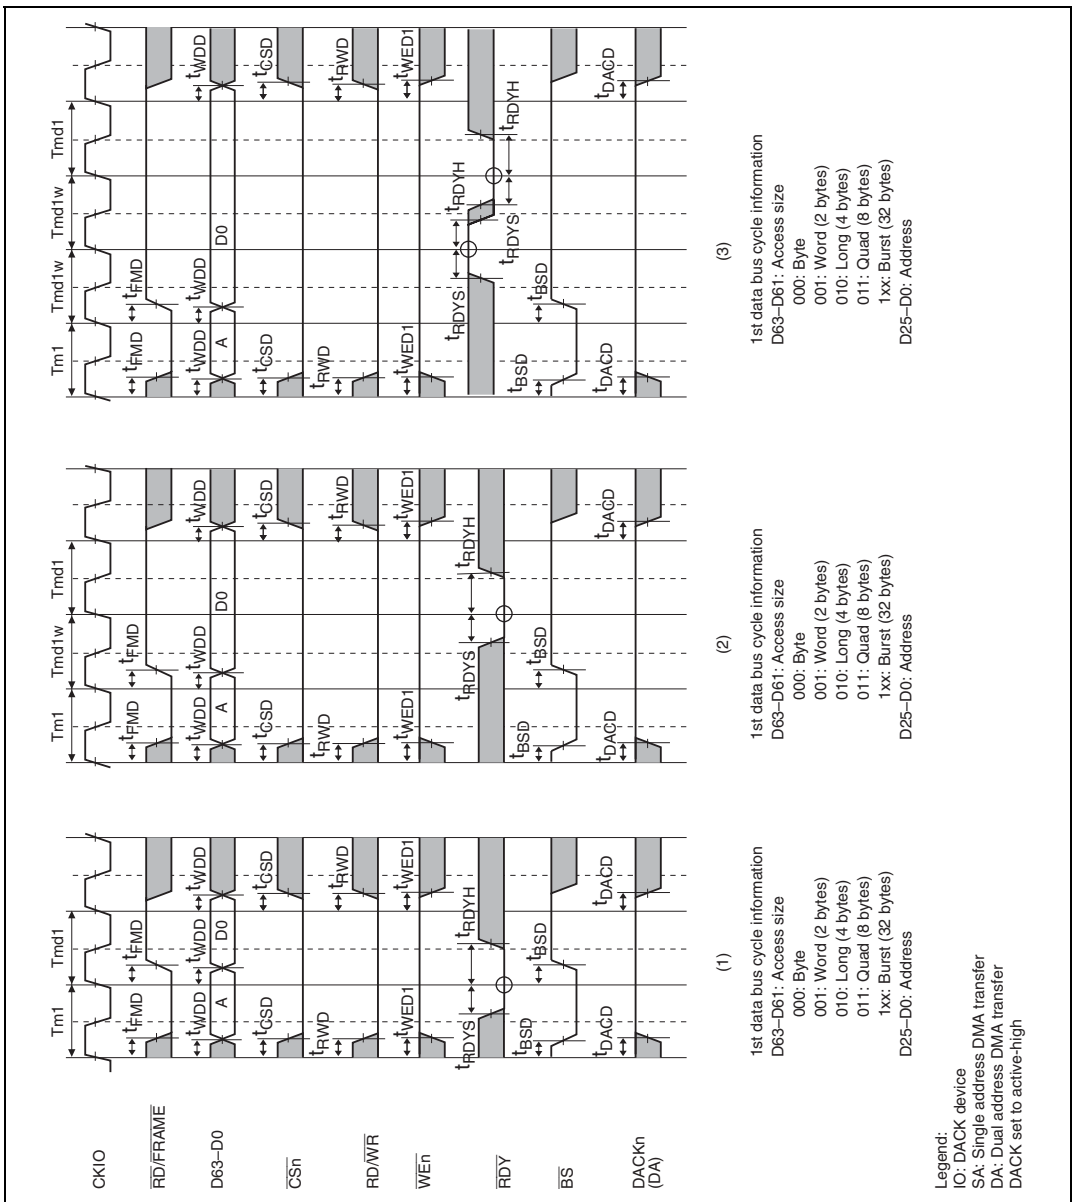 Tm1 Tmd1 Tm1 Tmd1w Tmd1 Tm1 Tmd1w Tmd1w Tmd1
CKIO
tFMD tFMD tFMD tFMD tFMD tFMD
RD/FRAME
tWDD tWDD tWDD tWDD tWDD tWDD tWDD tWDD tWDD
D63–D0 A D0 A D0 A D0
tCSD tCSD tCSD tCSD tCSD tCSD
CSn
tRWD tRWD tRWD tRWD tRWD tRWD
RD/WR
tWED1 tWED1 tWED1 tWED1 tWED1 tWED1
WEn
tRDYS tRDYH tRDYS tRDYH tRDYS tRDYH tRDYS tRDYH
RDY
tBSD tBSD tBSD tBSD tBSD tBSD
BS
tDACD tDACD tDACD tDACD tDACD tDACD
DACKn
(DA)
(1)
1st data bus cycle information
D63–D61: Access size
000: Byte
001: Word (2 bytes)
010: Long (4 bytes)
011: Quad (8 bytes)
1xx: Burst (32 bytes)
D25–D0: Address
(2)
1st data bus cycle information
D63–D61: Access size
000: Byte
001: Word (2 bytes)
010: Long (4 bytes)
011: Quad (8 bytes)
1xx: Burst (32 bytes)
D25–D0: Address
(3)
1st data bus cycle information
D63–D61: Access size
000: Byte
001: Word (2 bytes)
010: Long (4 bytes)
011: Quad (8 bytes)
1xx: Burst (32 bytes)
D25–D0: Address
Legend:
IO: DACK device
SA: Single address DMA transfer
DA: Dual address DMA transfer
DACK set to active-high